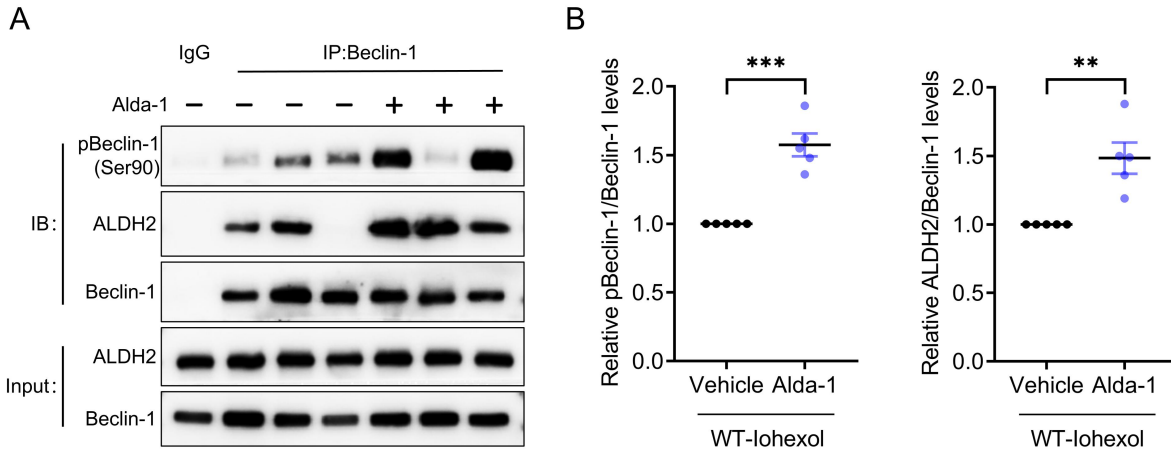 A
IgG IP:Beclin-1
Alda-1 − − − − + + +
pBeclin-1
(Ser90)
IB:
ALDH2
Beclin-1
Input:
ALDH2
Beclin-1
B
Relative pBeclin-1/Beclin-1 levels
2.0
1.5
1.0
0.5
0.0
***
Vehicle Alda-1
WT-Iohexol
Relative ALDH2/Beclin-1 levels
2.0
1.5
1.0
0.5
0.0
**
Vehicle Alda-1
WT-Iohexol